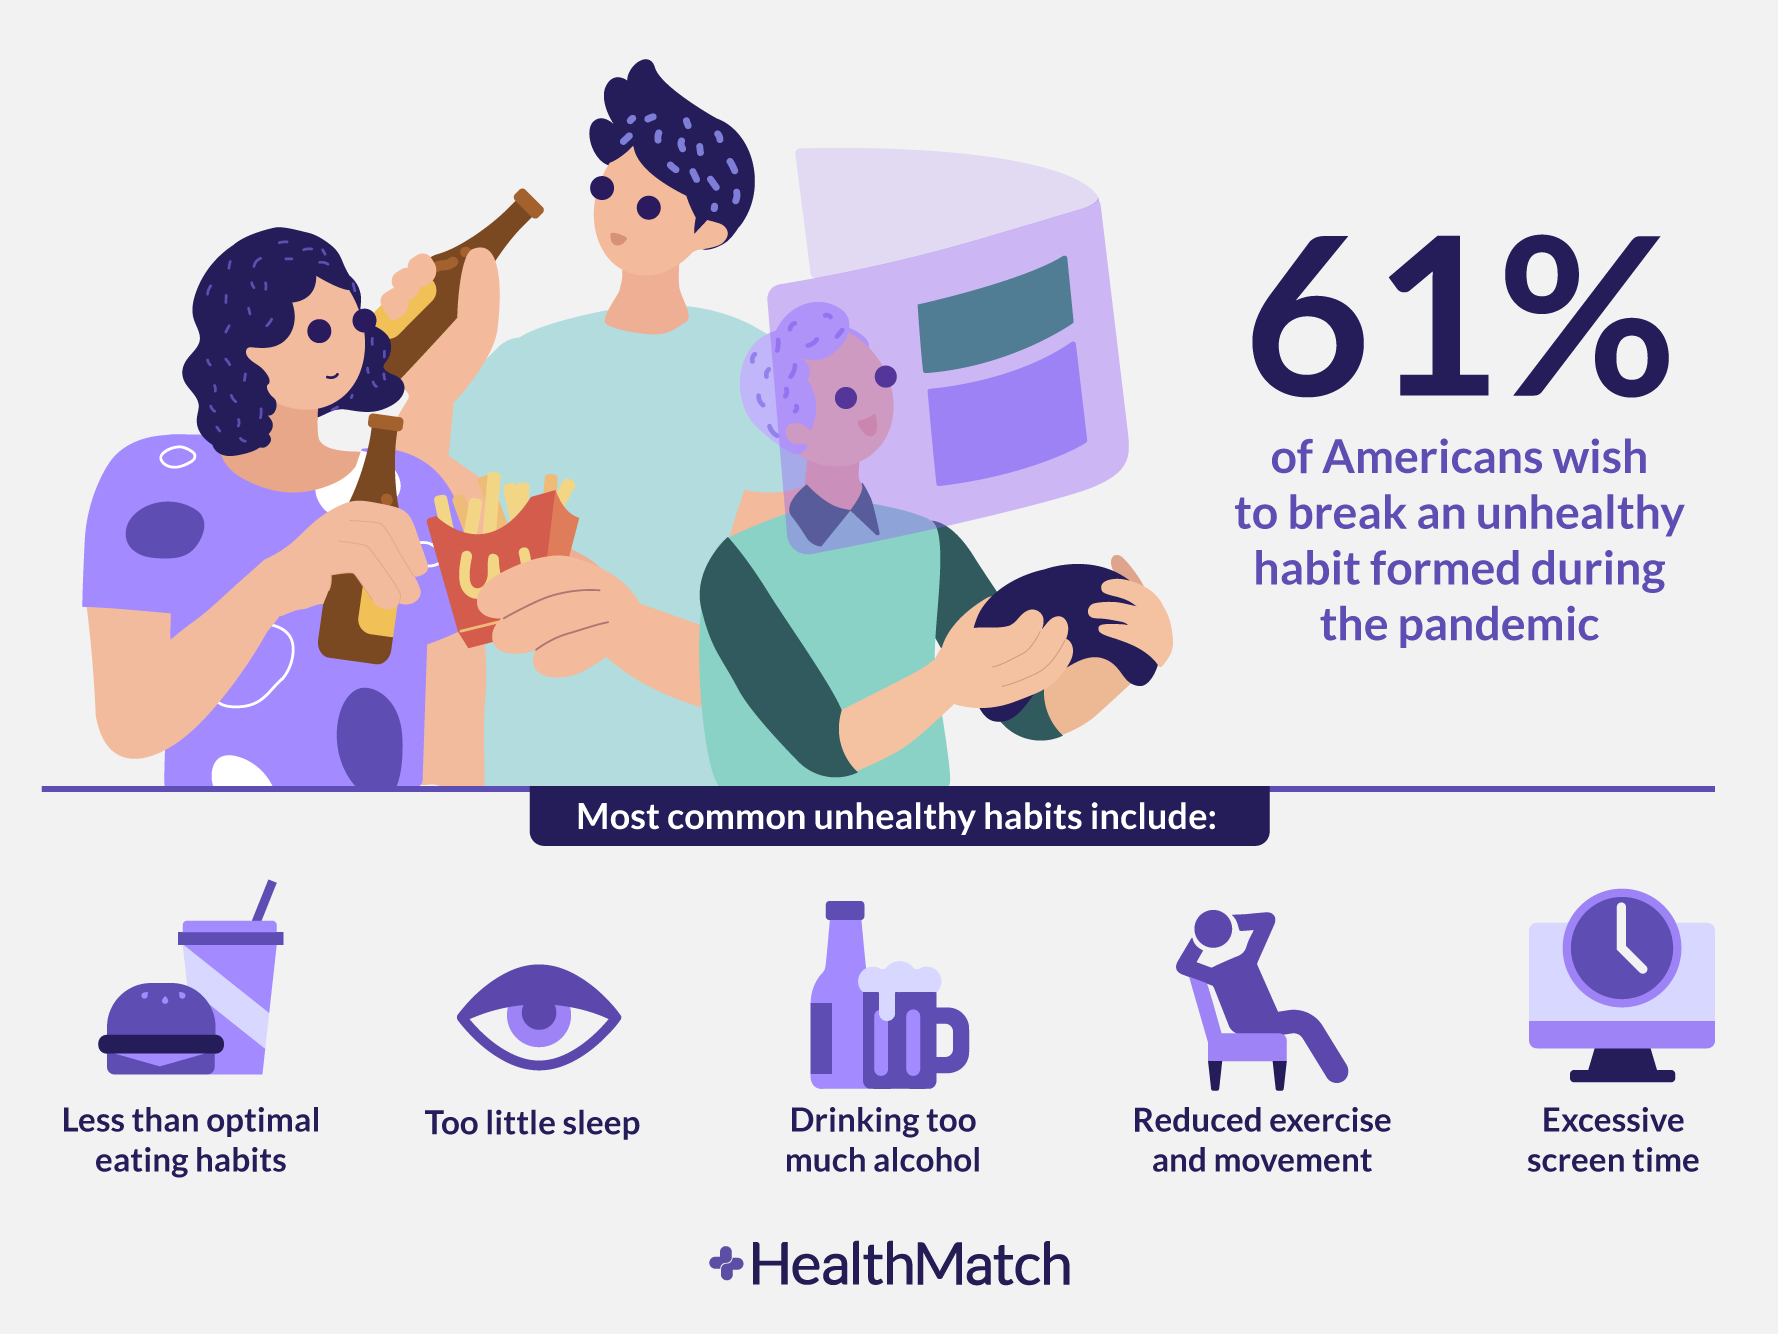 61%
of Americans wish
to break an unhealthy
habit formed during
the pandemic
Most common unhealthy habits include:
Less than optimal
eating habits
Too little sleep
Drinking too
much alcohol
Reduced exercise
and movement
Excessive
screen time
HealthMatch